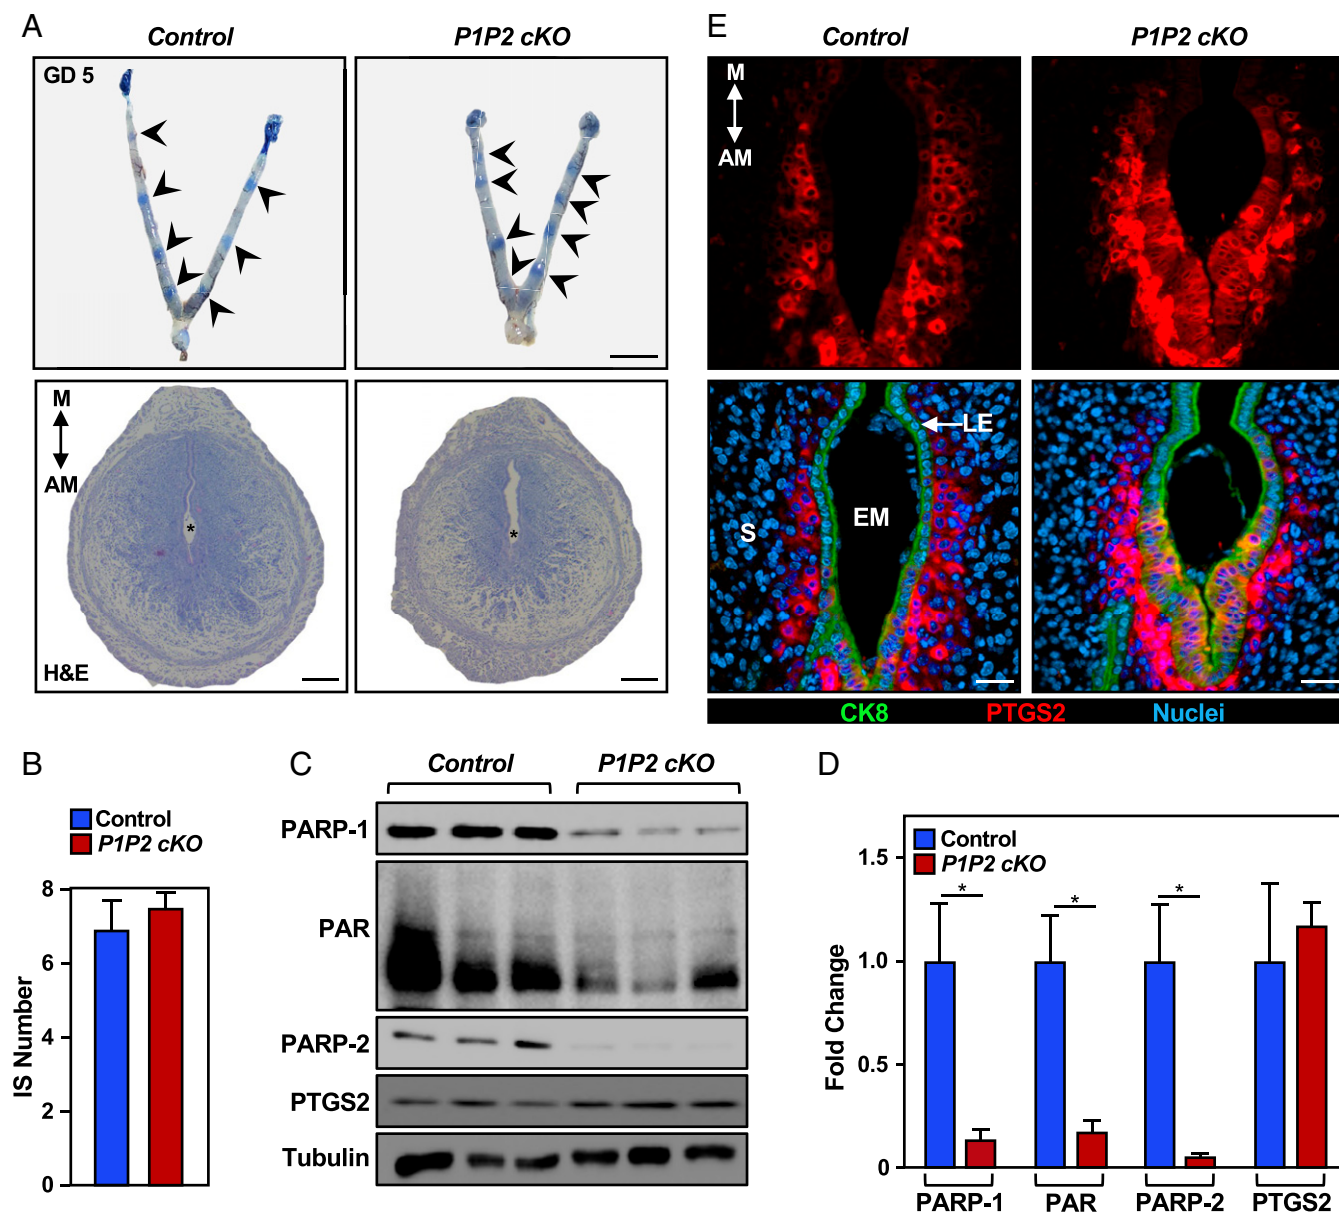 A
Control
P1P2 cKO
GD 5
M
AM
*
*
H&E
E
Control
P1P2 cKO
M
AM
LE
EM
S
CK8 PTGS2 Nuclei
B
Control
P1P2 cKO
IS Number
8
6
4
2
0
C
Control
P1P2 cKO
PARP-1
PAR
PARP-2
PTGS2
Tubulin
D
Control
P1P2 cKO
Fold Change
1.5
1.0
0.5
0
*
*
*
PARP-1
PAR
PARP-2
PTGS2